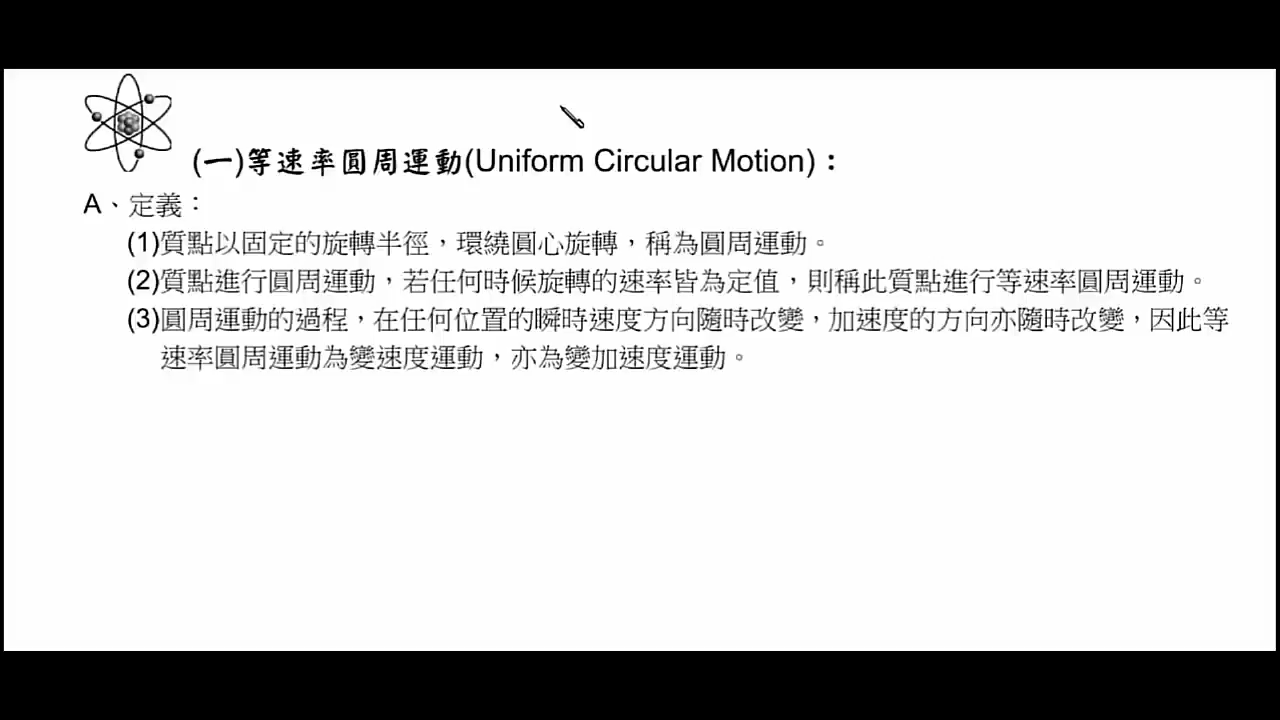 (一)等速率圓周運動(Uniform Circular Motion)：
A、定義：
(1)質點以固定的旋轉半徑，環繞圓心旋轉，稱為圓周運動。
(2)質點進行圓周運動，若任何時候旋轉的速率皆為定值，則稱此質點進行等速率圓周運動。
(3)圓周運動的過程，在任何位置的瞬時速度方向隨時改變，加速度的方向亦隨時改變，因此等
速率圓周運動為變速度運動，亦為變加速度運動。